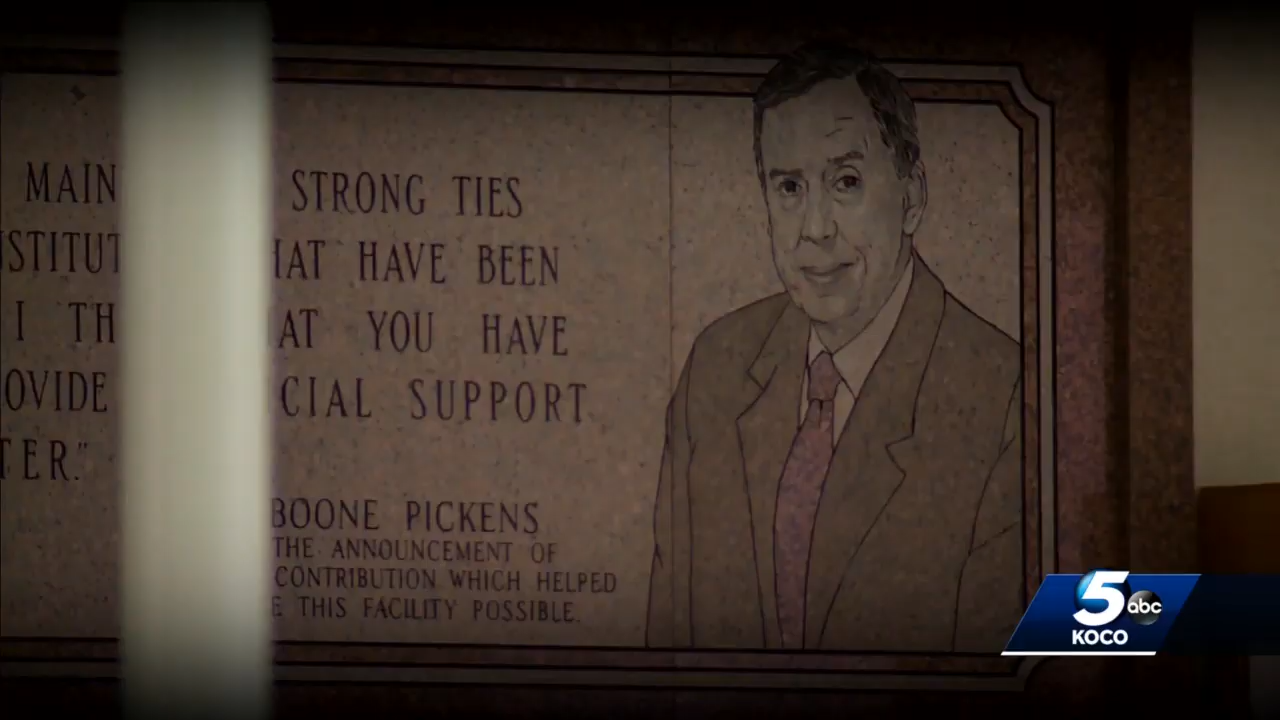 MAIN STRONG TIES
STITUT HAT HAVE BEEN
I TH AT YOU HAVE
OVIDE CIAL SUPPORT
TER."
BOONE PICKENS
THE ANNOUNCEMENT OF
CONTRIBUTION WHICH HELPED
E THIS FACILITY POSSIBLE.
5 abc
KOCO